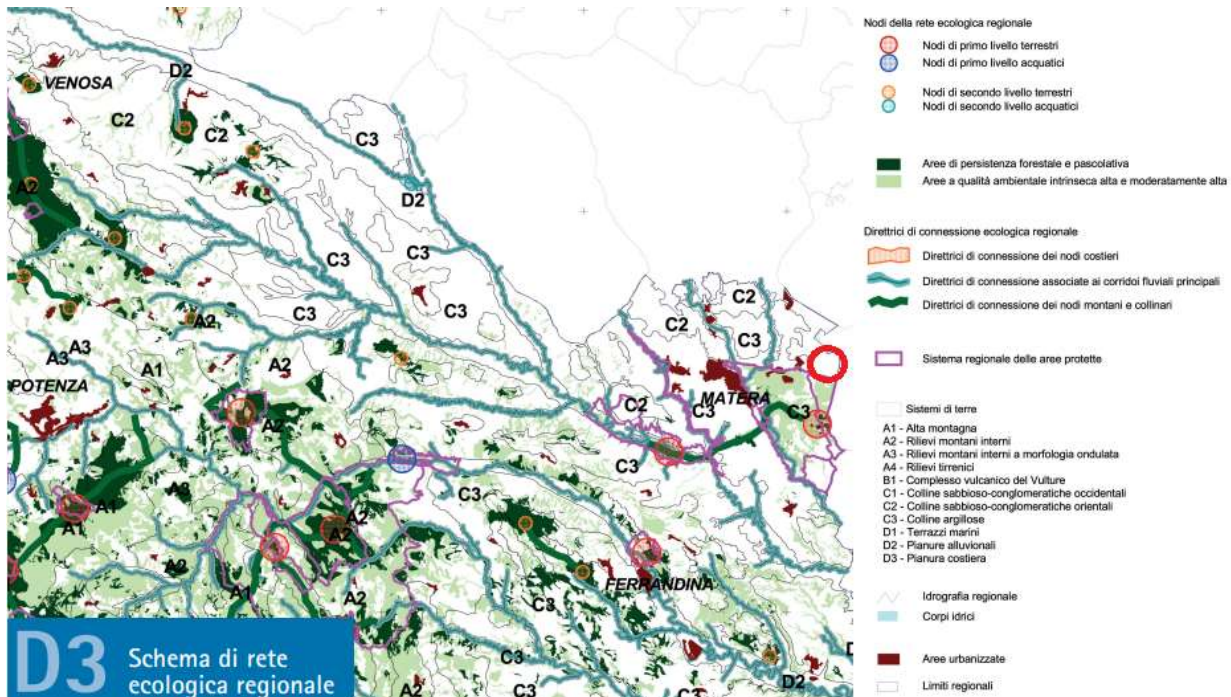 D2
VENOSA
C2
C2
C3
A2
D2
C3
C3
C2
C2
C3
C3
A2
A3
A3
A1
A2
POTENZA
MATERA
C2
C3
C3
A2
C3
C3
A3
A1
A1
A2
A2
A2
A1
A2
FERRANDINA
C3
C3
C3
D2
C3
A2
D
D3 Schema di rete
ecologica regionale
Nodi della rete ecologica regionale
Nodi di primo livello terrestri
Nodi di primo livello acquatici
Nodi di secondo livello terrestri
Nodi di secondo livello acquatici
Aree di persistenza forestale e pascolativa
Aree a qualità ambientale intrinseca alta e moderatamente alta
Direttrici di connessione ecologica regionale
Direttrici di connessione dei nodi costieri
Direttrici di connessione associate ai corridoi fluviali principali
Direttrici di connessione dei nodi montani e collinari
Sistema regionale delle aree protette
Sistemi di terre
A1 - Alta montagna
A2 - Rilievi montani interni
A3 - Rilievi montani interni a morfologia ondulata
A4 - Rilievi tirrenici
B1 - Complesso vulcanico del Vulture
C1 - Colline sabbioso-conglomeratiche occidentali
C2 - Colline sabbioso-conglomeratiche orientali
C3 - Colline argillose
D1 - Terrazzi marini
D2 - Pianure alluvionali
D3 - Pianura costiera
Idrografia regionale
Corpi idrici
Aree urbanizzate
Limiti regionali